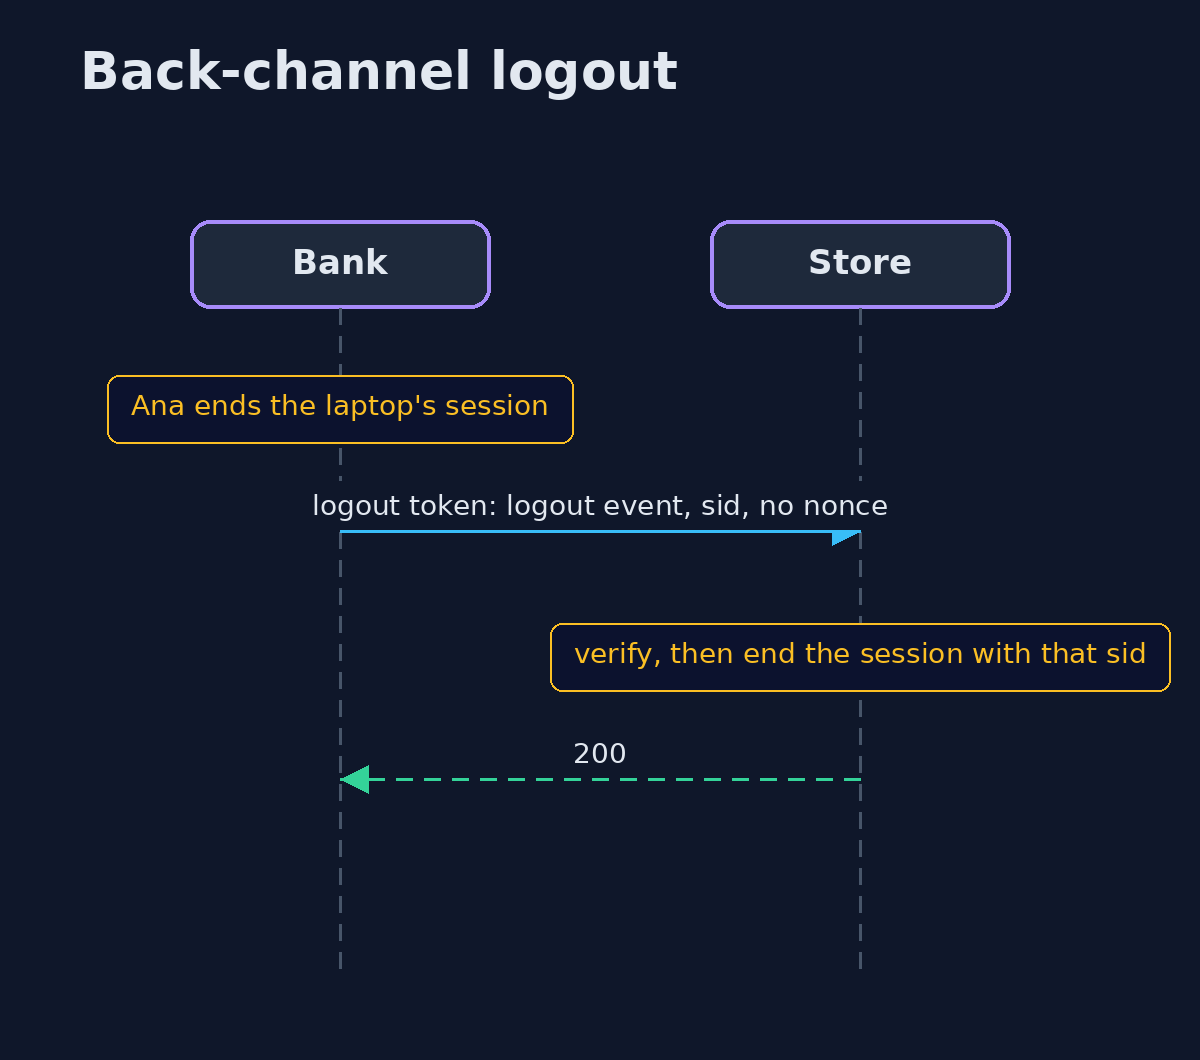 Back-channel logout
Bank
Store
Ana ends the laptop's session
logout token: logout event, sid, no nonce
verify, then end the session with that sid
200